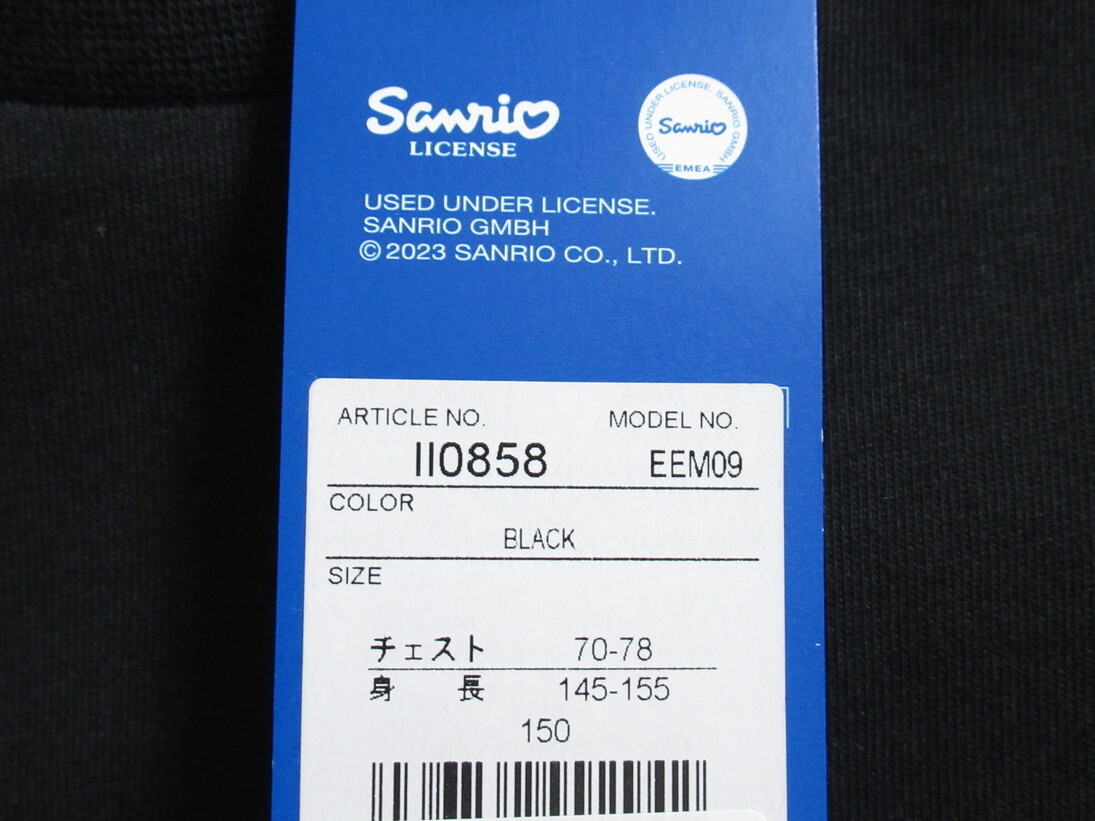 Sanrio
LICENSE
USED UNDER LICENSE. SANRIO GMBH
Sanrio
EMEA
USED UNDER LICENSE.
SANRIO GMBH
©2023 SANRIO CO., LTD.
ARTICLE NO. MODEL NO.
110858 EEM09
COLOR
BLACK
SIZE
チェスト 70-78
身長 145-155
150